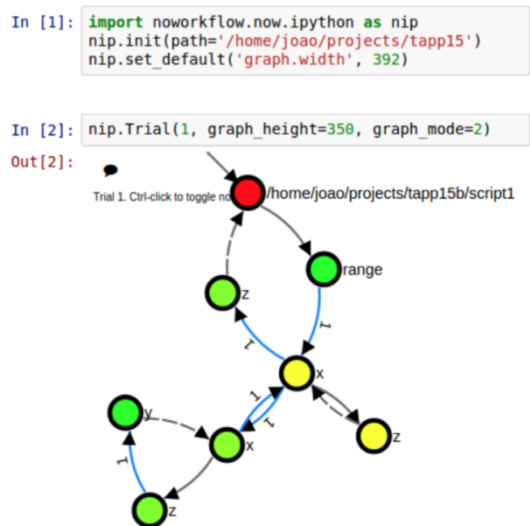 In [1]: import noworkflow.now.ipython as nip
nip.init(path='/home/joao/projects/tapp15')
nip.set_default('graph.width', 392)
In [2]: nip.Trial(1, graph_height=350, graph_mode=2)
Out[2]:
Trial 1. Ctrl-click to toggle no
/home/joao/projects/tapp15b/script1
range
z
1
1
x
1
1
y
x
z
1
z